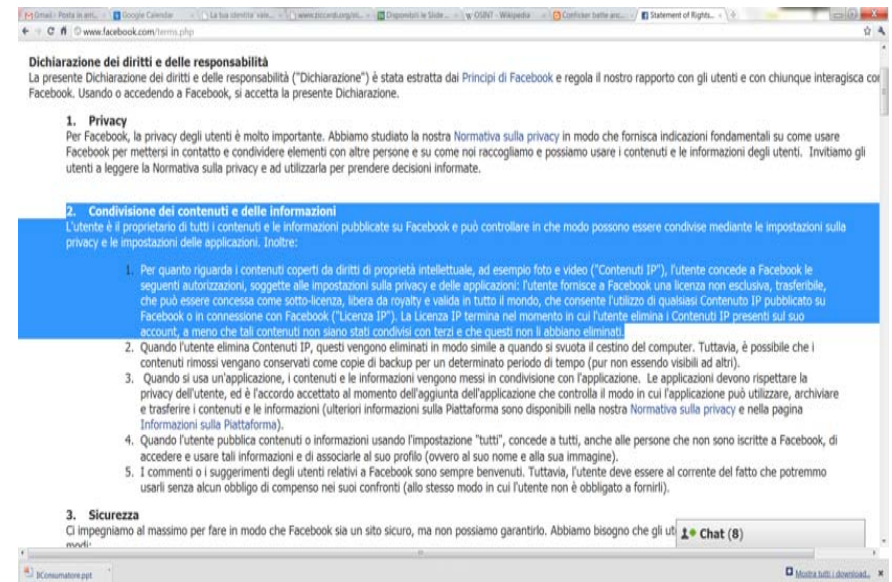 Gmail - Posta in arri...
Google Calendar
La tua identita' vale...
www.ziccardi.org/ist...
Disponibili le Slide ...
OSINT - Wikipedia
Conficker batte anc...
Statement of Rights...
www.facebook.com/terms.php
Dichiarazione dei diritti e delle responsabilità
La presente Dichiarazione dei diritti e delle responsabilità ("Dichiarazione") è stata estratta dai Principi di Facebook e regola il nostro rapporto con gli utenti e con chiunque interagisca con
Facebook. Usando o accedendo a Facebook, si accetta la presente Dichiarazione.
1. Privacy
Per Facebook, la privacy degli utenti è molto importante. Abbiamo studiato la nostra Normativa sulla privacy in modo che fornisca indicazioni fondamentali su come usare
Facebook per mettersi in contatto e condividere elementi con altre persone e su come noi raccogliamo e possiamo usare i contenuti e le informazioni degli utenti. Invitiamo gli
utenti a leggere la Normativa sulla privacy e ad utilizzarla per prendere decisioni informate.
2. Condivisione dei contenuti e delle informazioni
L'utente è il proprietario di tutti i contenuti e le informazioni pubblicate su Facebook e può controllare in che modo possono essere condivise mediante le impostazioni sulla
privacy e le impostazioni delle applicazioni. Inoltre:
1. Per quanto riguarda i contenuti coperti da diritti di proprietà intellettuale, ad esempio foto e video ("Contenuti IP"), l'utente concede a Facebook le
seguenti autorizzazioni, soggette alle impostazioni sulla privacy e delle applicazioni: l'utente fornisce a Facebook una licenza non esclusiva, trasferibile,
che può essere concessa come sotto-licenza, libera da royalty e valida in tutto il mondo, che consente l'utilizzo di qualsiasi Contenuto IP pubblicato su
Facebook o in connessione con Facebook ("Licenza IP"). La Licenza IP termina nel momento in cui l'utente elimina i Contenuti IP presenti sul suo
account, a meno che tali contenuti non siano stati condivisi con terzi e che questi non li abbiano eliminati.
2. Quando l'utente elimina Contenuti IP, questi vengono eliminati in modo simile a quando si svuota il cestino del computer. Tuttavia, è possibile che i
contenuti rimossi vengano conservati come copie di backup per un determinato periodo di tempo (pur non essendo visibili ad altri).
3. Quando si usa un'applicazione, i contenuti e le informazioni vengono messi in condivisione con l'applicazione. Le applicazioni devono rispettare la
privacy dell'utente, ed è l'accordo accettato al momento dell'aggiunta dell'applicazione che controlla il modo in cui l'applicazione può utilizzare, archiviare
e trasferire i contenuti e le informazioni (ulteriori informazioni sulla Piattaforma sono disponibili nella nostra Normativa sulla privacy e nella pagina
Informazioni sulla Piattaforma).
4. Quando l'utente pubblica contenuti o informazioni usando l'impostazione "tutti", concede a tutti, anche alle persone che non sono iscritte a Facebook, di
accedere e usare tali informazioni e di associarle al suo profilo (ovvero al suo nome e alla sua immagine).
5. I commenti o i suggerimenti degli utenti relativi a Facebook sono sempre benvenuti. Tuttavia, l'utente deve essere al corrente del fatto che potremmo
usarli senza alcun obbligo di compenso nei suoi confronti (allo stesso modo in cui l'utente non è obbligato a fornirli).
3. Sicurezza
Ci impegniamo al massimo per fare in modo che Facebook sia un sito sicuro, ma non possiamo garantirlo. Abbiamo bisogno che gli ut
modi:
Chat (8)
Mostra tutti i download...